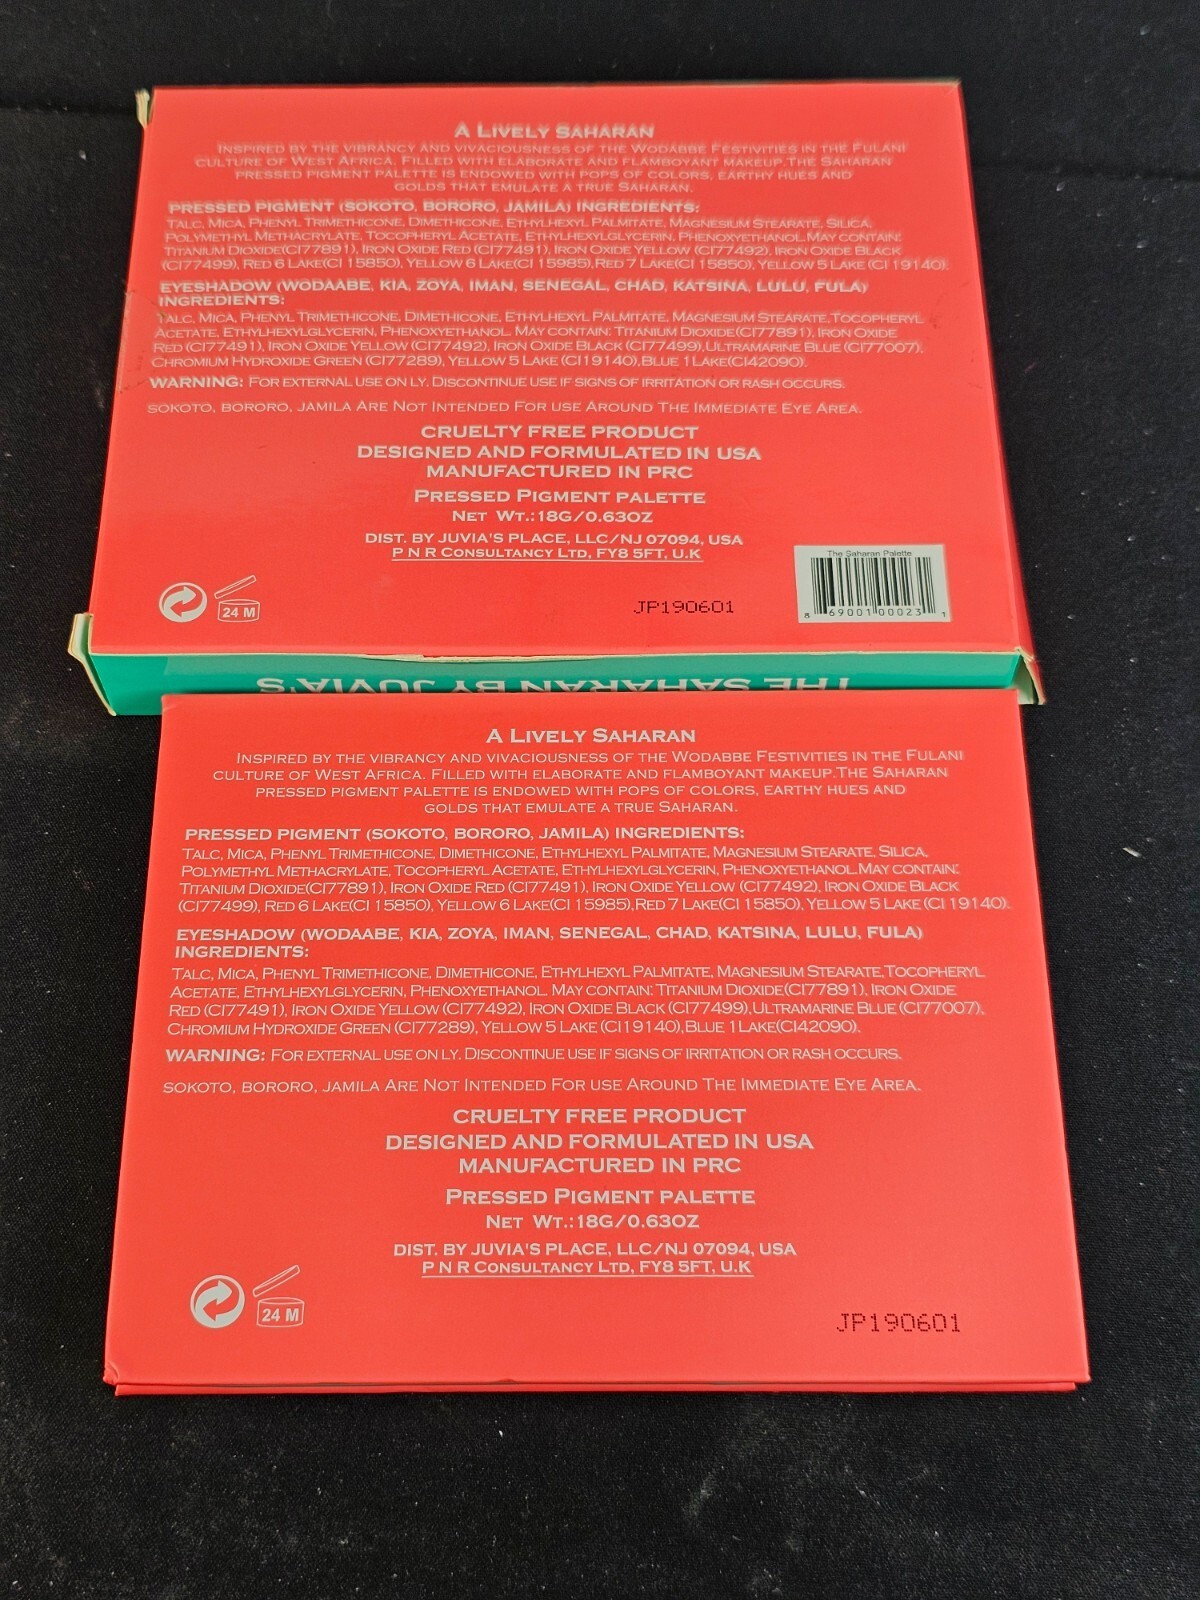 A LIVELY SAHARAN
INSPIRED BY THE VIBRANCY AND VIVACIOUSNESS OF THE WODABBE FESTIVITIES IN THE FULANI
CULTURE OF WEST AFRICA. FILLED WITH ELABORATE AND FLAMBOYANT MAKEUP.THE SAHARAN
PRESSED PIGMENT PALETTE IS ENDOWED WITH POPS OF COLORS, EARTHY HUES AND
GOLDS THAT EMULATE A TRUE SAHARAN.
PRESSED PIGMENT (SOKOTO, BORORO, JAMILA) INGREDIENTS:
TALC, MICA, PHENYL TRIMETHICONE, DIMETHICONE, ETHYLHEXYL PALMITATE, MAGNESIUM STEARATE, SILICA,
POLYMETHYL METHACRYLATE, TOCOPHERYL ACETATE, ETHYLHEXYLGLYCERIN, PHENOXYETHANOL.MAY CONTAIN:
TITANIUM DIOXIDE(CI77891), IRON OXIDE RED (CI77491), IRON OXIDE YELLOW (CI77492), IRON OXIDE BLACK
(CI77499), RED 6 LAKE(CI 15850), YELLOW 6 LAKE(CI 15985),RED 7 LAKE(CI 15850), YELLOW 5 LAKE (CI 19140).
EYESHADOW (WODAABE, KIA, ZOYA, IMAN, SENEGAL, CHAD, KATSINA, LULU, FULA)
INGREDIENTS:
TALC, MICA, PHENYL TRIMETHICONE, DIMETHICONE, ETHYLHEXYL PALMITATE, MAGNESIUM STEARATE,TOCOPHERYL
ACETATE, ETHYLHEXYLGLYCERIN, PHENOXYETHANOL. MAY CONTAIN: TITANIUM DIOXIDE(CI77891), IRON OXIDE
RED (CI77491), IRON OXIDE YELLOW (CI77492), IRON OXIDE BLACK (CI77499),ULTRAMARINE BLUE (CI77007),
CHROMIUM HYDROXIDE GREEN (CI77289), YELLOW 5 LAKE (CI19140),BLUE 1LAKE(CI42090).
WARNING: FOR EXTERNAL USE ON LY. DISCONTINUE USE IF SIGNS OF IRRITATION OR RASH OCCURS.
SOKOTO, BORORO, JAMILA ARE NOT INTENDED FOR USE AROUND THE IMMEDIATE EYE AREA.
CRUELTY FREE PRODUCT
DESIGNED AND FORMULATED IN USA
MANUFACTURED IN PRC
PRESSED PIGMENT PALETTE
NET WT.:18G/0.63OZ
DIST. BY JUVIA'S PLACE, LLC/NJ 07094, USA
P N R CONSULTANCY LTD, FY8 5FT, U.K
The Saharan Palette
24 M
JP190601
8 69001 00023 1
THE SAHARAN BY JUVIA'S
A LIVELY SAHARAN
INSPIRED BY THE VIBRANCY AND VIVACIOUSNESS OF THE WODABBE FESTIVITIES IN THE FULANI
CULTURE OF WEST AFRICA. FILLED WITH ELABORATE AND FLAMBOYANT MAKEUP.THE SAHARAN
PRESSED PIGMENT PALETTE IS ENDOWED WITH POPS OF COLORS, EARTHY HUES AND
GOLDS THAT EMULATE A TRUE SAHARAN.
PRESSED PIGMENT (SOKOTO, BORORO, JAMILA) INGREDIENTS:
TALC, MICA, PHENYL TRIMETHICONE, DIMETHICONE, ETHYLHEXYL PALMITATE, MAGNESIUM STEARATE, SILICA,
POLYMETHYL METHACRYLATE, TOCOPHERYL ACETATE, ETHYLHEXYLGLYCERIN, PHENOXYETHANOL.MAY CONTAIN:
TITANIUM DIOXIDE(CI77891), IRON OXIDE RED (CI77491), IRON OXIDE YELLOW (CI77492), IRON OXIDE BLACK
(CI77499), RED 6 LAKE(CI 15850), YELLOW 6 LAKE(CI 15985),RED 7 LAKE(CI 15850), YELLOW 5 LAKE (CI 19140).
EYESHADOW (WODAABE, KIA, ZOYA, IMAN, SENEGAL, CHAD, KATSINA, LULU, FULA)
INGREDIENTS:
TALC, MICA, PHENYL TRIMETHICONE, DIMETHICONE, ETHYLHEXYL PALMITATE, MAGNESIUM STEARATE,TOCOPHERYL
ACETATE, ETHYLHEXYLGLYCERIN, PHENOXYETHANOL. MAY CONTAIN: TITANIUM DIOXIDE(CI77891), IRON OXIDE
RED (CI77491), IRON OXIDE YELLOW (CI77492), IRON OXIDE BLACK (CI77499),ULTRAMARINE BLUE (CI77007),
CHROMIUM HYDROXIDE GREEN (CI77289), YELLOW 5 LAKE (CI19140),BLUE 1LAKE(CI42090).
WARNING: FOR EXTERNAL USE ON LY. DISCONTINUE USE IF SIGNS OF IRRITATION OR RASH OCCURS.
SOKOTO, BORORO, JAMILA ARE NOT INTENDED FOR USE AROUND THE IMMEDIATE EYE AREA.
CRUELTY FREE PRODUCT
DESIGNED AND FORMULATED IN USA
MANUFACTURED IN PRC
PRESSED PIGMENT PALETTE
NET WT.:18G/0.63OZ
DIST. BY JUVIA'S PLACE, LLC/NJ 07094, USA
P N R CONSULTANCY LTD, FY8 5FT, U.K
24 M
JP190601